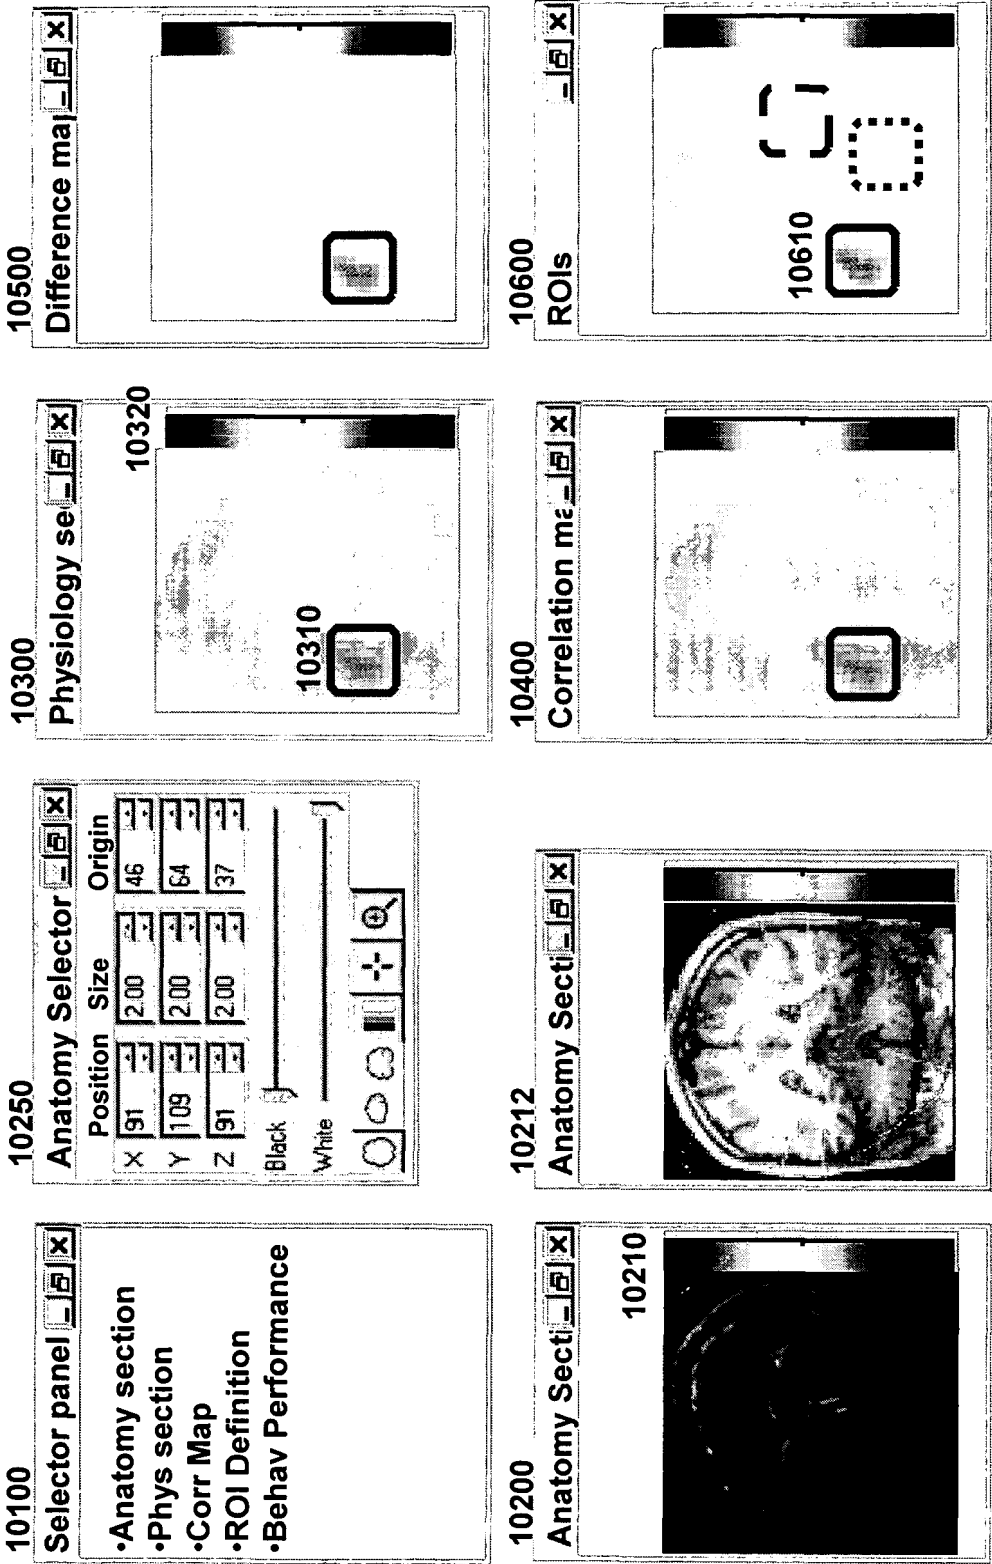 10100
Selector panel
•Anatomy section
•Phys section
•Corr Map
•ROI Definition
•Behav Performance
10250
Anatomy Selector
Position Size Origin
X 91 2.00 46
Y 109 2.00 64
Z 91 2.00 37
Black
White
10300
Physiology se
10320
10310
10500
Difference map
10200
Anatomy Secti
10210
10212
Anatomy Secti
10400
Correlation ma
10600
ROIs
10610